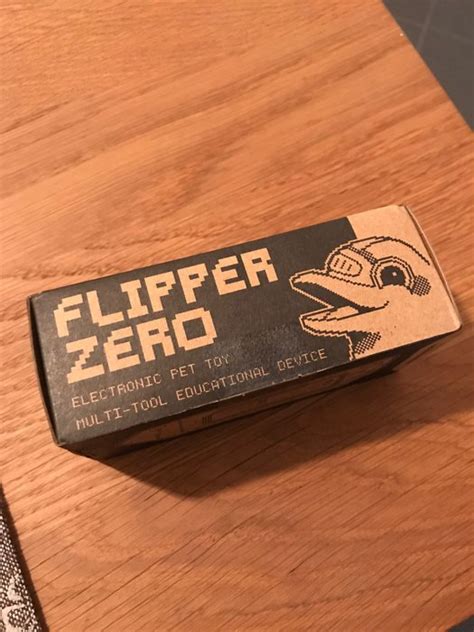 FLIPPER
ZERO
ELECTRONIC PET TOY
MULTI-TOOL EDUCATIONAL DEVICE